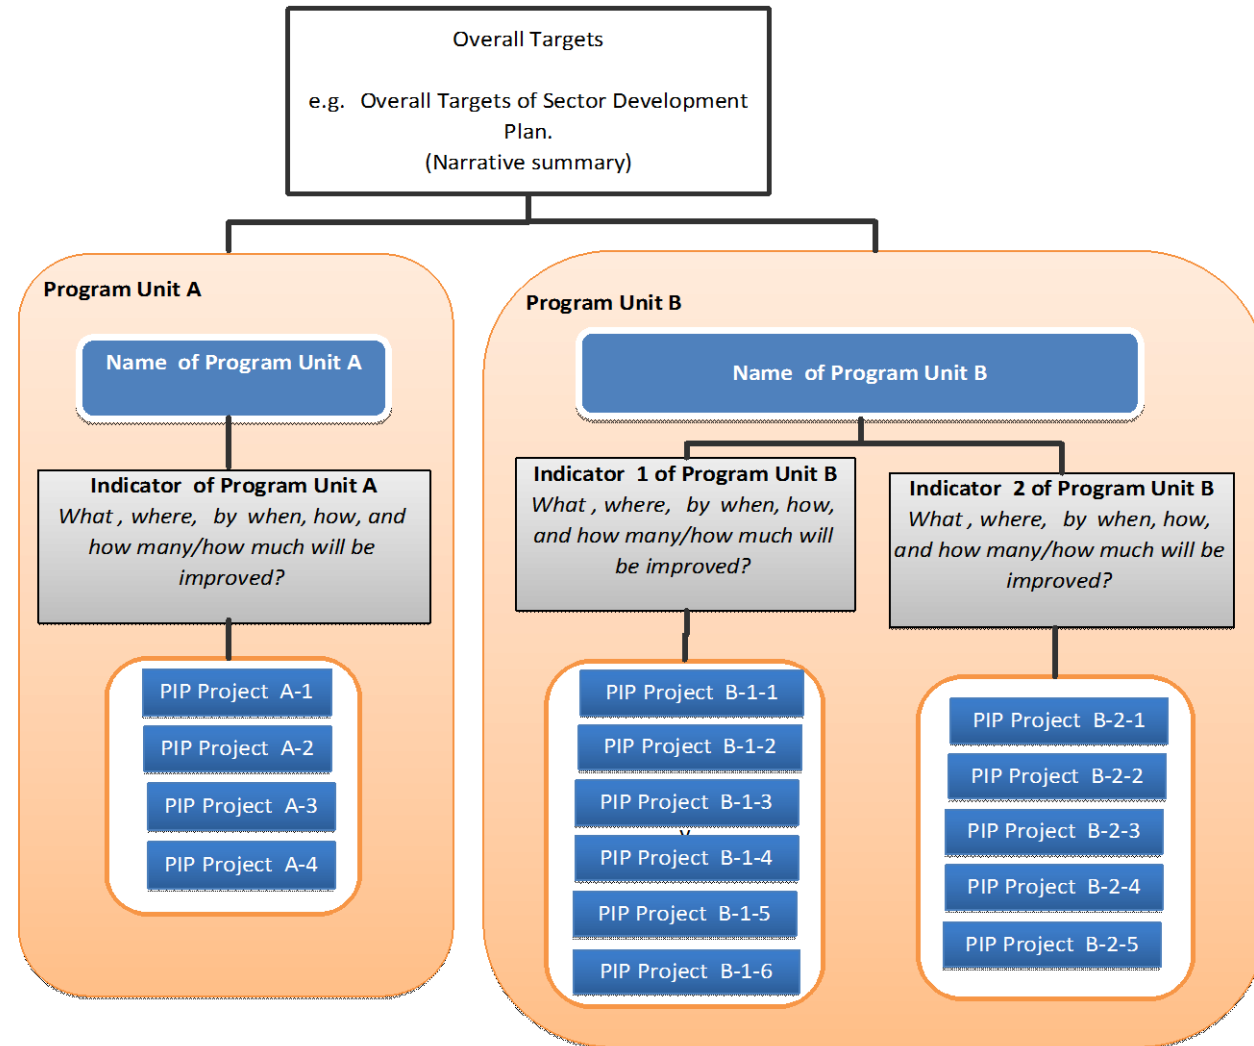 Overall Targets
e.g.  Overall Targets of Sector Development
Plan.
(Narrative summary)
Program Unit A
Name  of Program Unit A
Indicator  of Program Unit A
What , where,  by  when, how, and
how many/how much will be
improved?
PIP Project  A-1
PIP Project  A-2
PIP Project  A-3
PIP Project  A-4
Program Unit B
Name  of Program Unit B
Indicator  1 of Program Unit B
What , where,  by  when, how,
and how many/how much will
be improved?
PIP Project  B-1-1
PIP Project  B-1-2
PIP Project  B-1-3
PIP Project  B-1-4
PIP Project  B-1-5
PIP Project  B-1-6
Indicator  2 of Program Unit B
What , where,  by  when, how,
and how many/how much will be
improved?
PIP Project  B-2-1
PIP Project  B-2-2
PIP Project  B-2-3
PIP Project  B-2-4
PIP Project  B-2-5